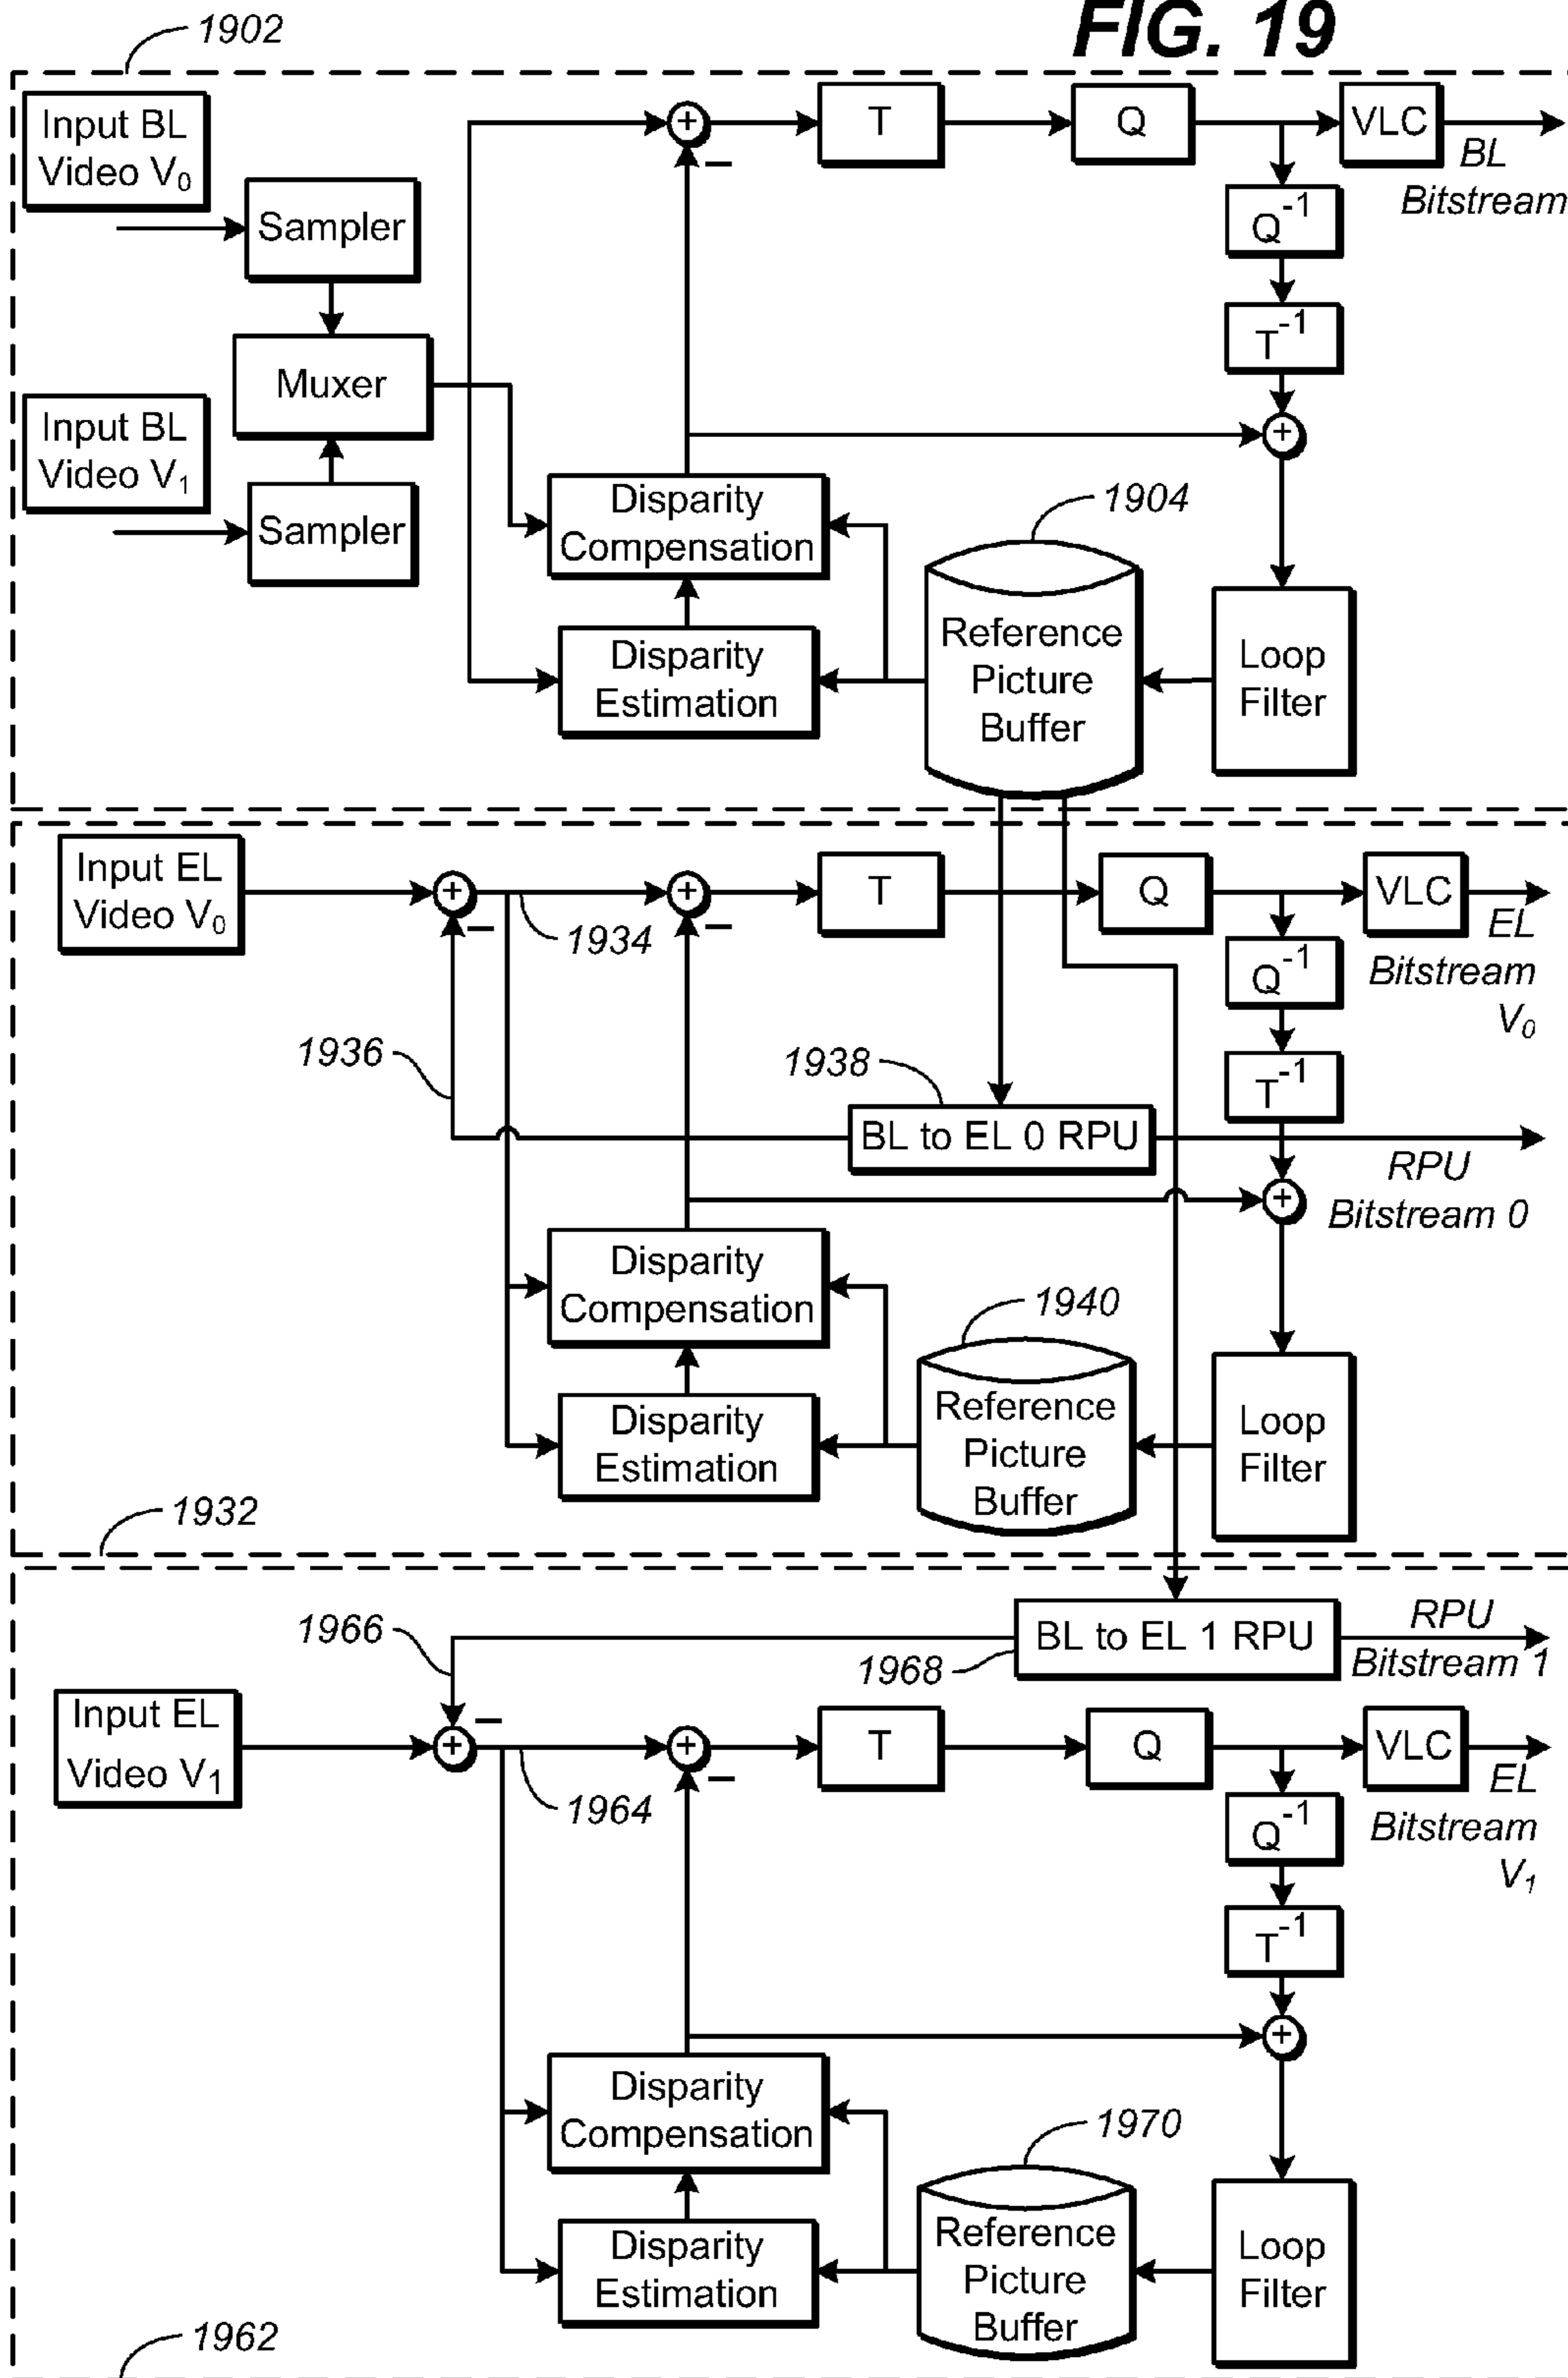 FIG. 19
1902
Input BL
Video V₀
Sampler
Muxer
Input BL
Video V₁
Sampler
+
−
T
Q
VLC
BL
Bitstream
Q⁻¹
T⁻¹
+
Disparity
Compensation
Disparity
Estimation
1904
Reference
Picture
Buffer
Loop
Filter
Input EL
Video V₀
+
−
1934
+
−
T
Q
VLC
EL
Bitstream
V₀
Q⁻¹
T⁻¹
1936
1938
BL to EL 0 RPU
RPU
Bitstream 0
+
Disparity
Compensation
Disparity
Estimation
1940
Reference
Picture
Buffer
Loop
Filter
1932
1966
1968
BL to EL 1 RPU
RPU
Bitstream 1
Input EL
Video V₁
+
−
1964
+
−
T
Q
VLC
EL
Bitstream
V₁
Q⁻¹
T⁻¹
+
Disparity
Compensation
Disparity
Estimation
1970
Reference
Picture
Buffer
Loop
Filter
1962